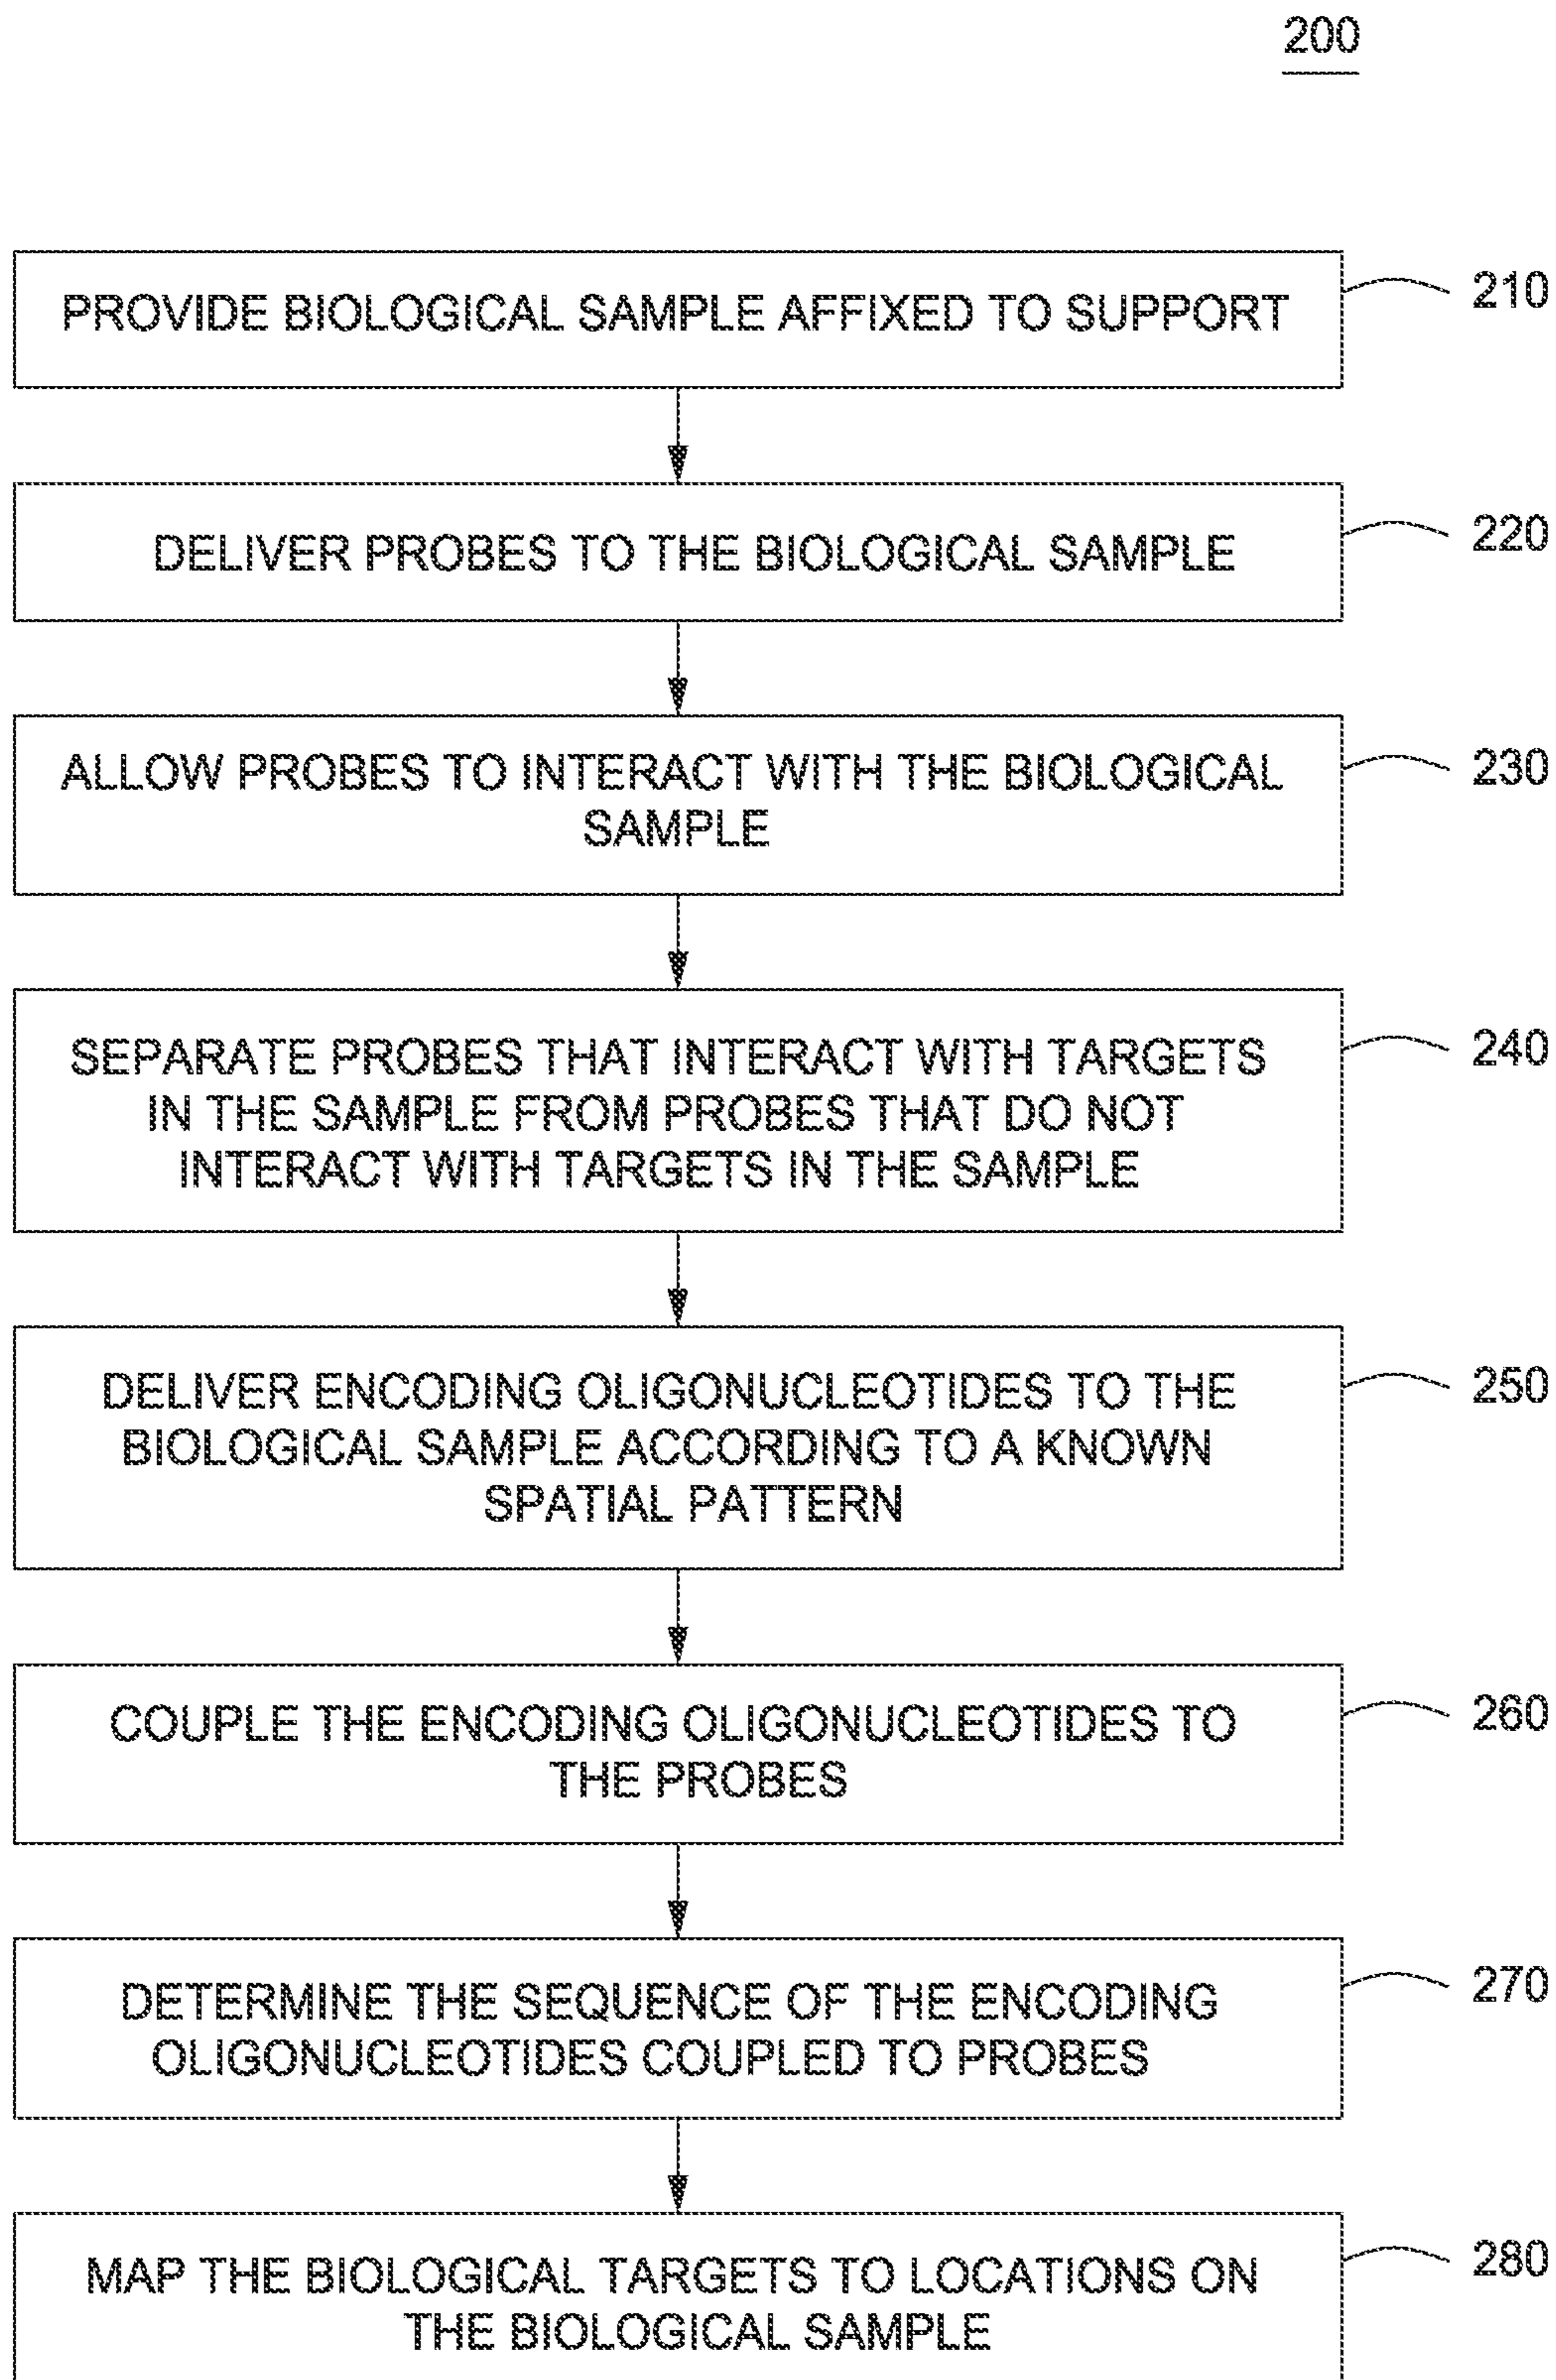 200
PROVIDE BIOLOGICAL SAMPLE AFFIXED TO SUPPORT
210
DELIVER PROBES TO THE BIOLOGICAL SAMPLE
220
ALLOW PROBES TO INTERACT WITH THE BIOLOGICAL
SAMPLE
230
SEPARATE PROBES THAT INTERACT WITH TARGETS
IN THE SAMPLE FROM PROBES THAT DO NOT
INTERACT WITH TARGETS IN THE SAMPLE
240
DELIVER ENCODING OLIGONUCLEOTIDES TO THE
BIOLOGICAL SAMPLE ACCORDING TO A KNOWN
SPATIAL PATTERN
250
COUPLE THE ENCODING OLIGONUCLEOTIDES TO
THE PROBES
260
DETERMINE THE SEQUENCE OF THE ENCODING
OLIGONUCLEOTIDES COUPLED TO PROBES
270
MAP THE BIOLOGICAL TARGETS TO LOCATIONS ON
THE BIOLOGICAL SAMPLE
280